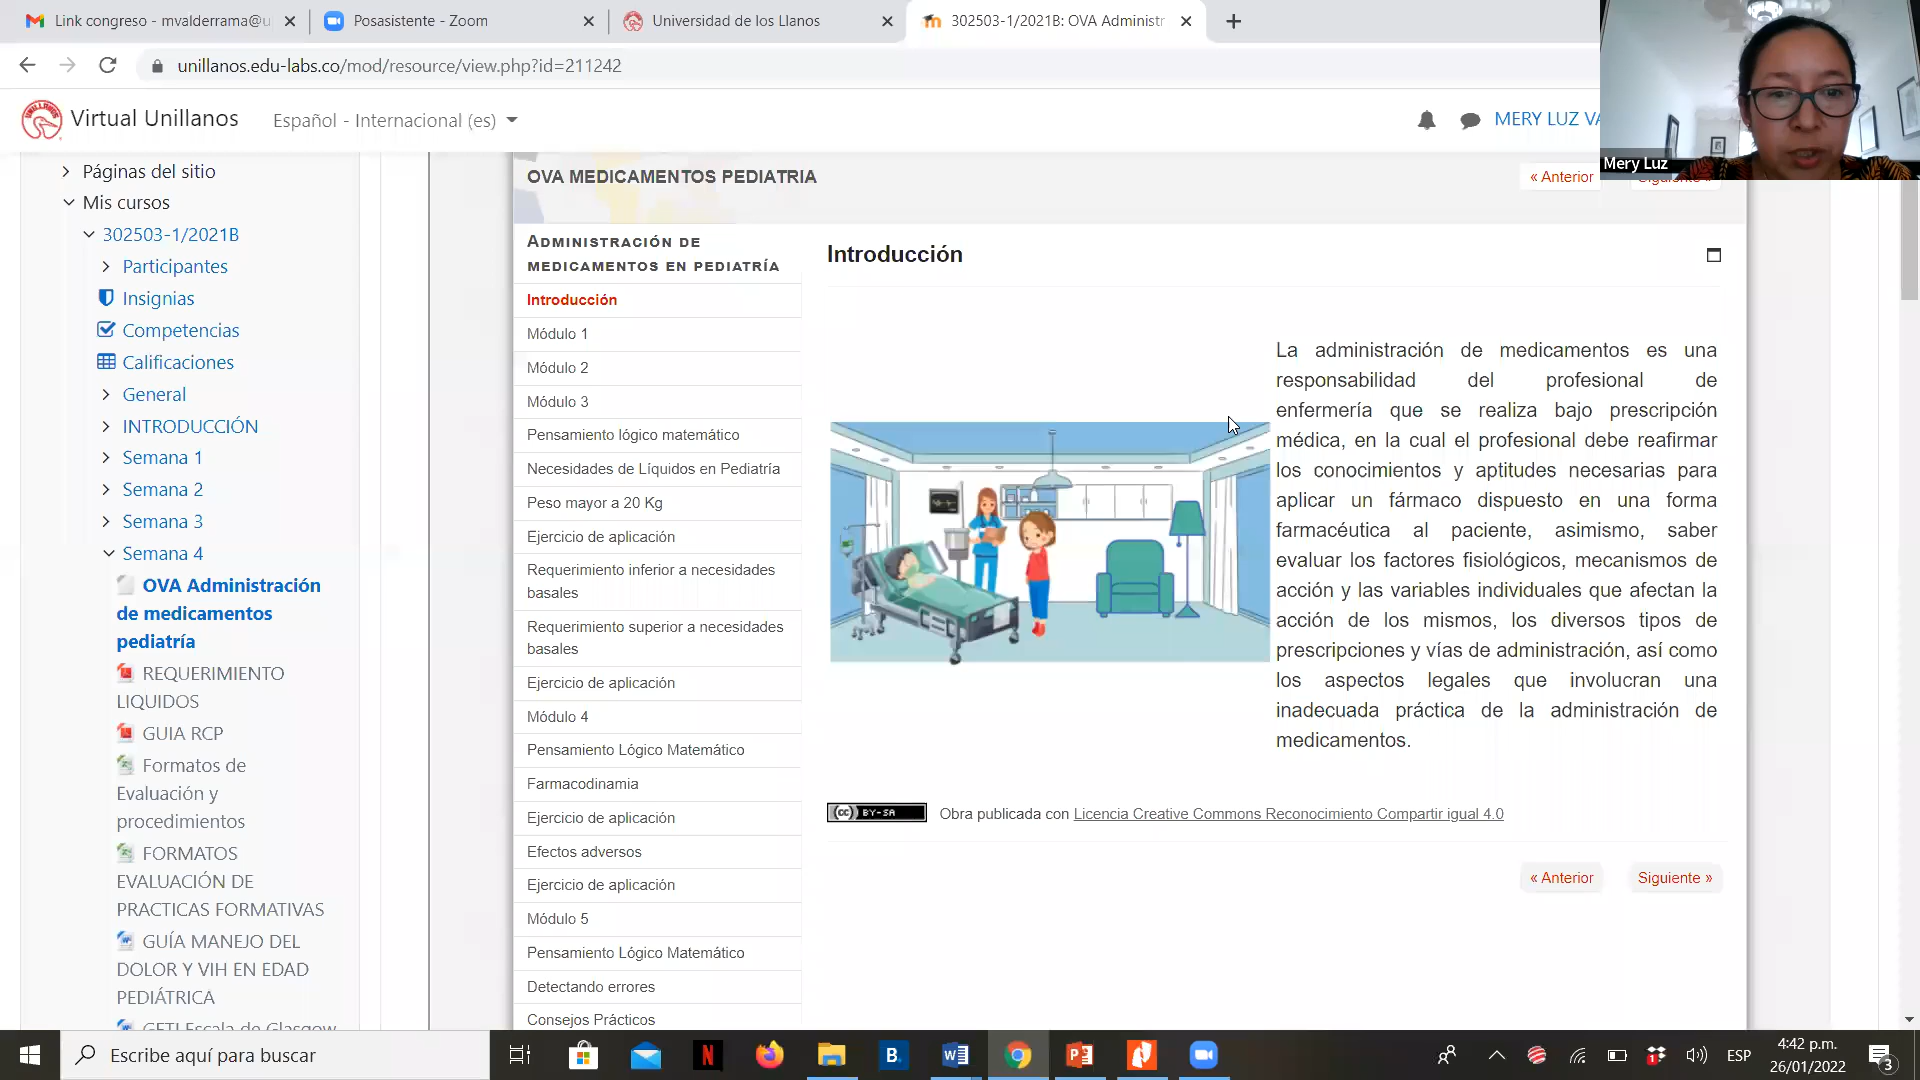 Link congreso - mvalderrama@u
Posasistente - Zoom
Universidad de los Llanos
302503-1/2021B: OVA Administr
unillanos.edu-labs.co/mod/resource/view.php?id=211242
Virtual Unillanos
Español - Internacional (es)
MERY LUZ VA
Mery Luz
Páginas del sitio
Mis cursos
302503-1/2021B
Participantes
Insignias
Competencias
Calificaciones
General
INTRODUCCIÓN
Semana 1
Semana 2
Semana 3
Semana 4
OVA Administración
de medicamentos
pediatría
REQUERIMIENTO
LIQUIDOS
GUIA RCP
Formatos de
Evaluación y
procedimientos
FORMATOS
EVALUACIÓN DE
PRACTICAS FORMATIVAS
GUÍA MANEJO DEL
DOLOR Y VIH EN EDAD
PEDIÁTRICA
GETI Escala de Glasgow
OVA MEDICAMENTOS PEDIATRIA
« Anterior
Siguiente »
ADMINISTRACIÓN DE
MEDICAMENTOS EN PEDIATRÍA
Introducción
Módulo 1
Módulo 2
Módulo 3
Pensamiento lógico matemático
Necesidades de Líquidos en Pediatría
Peso mayor a 20 Kg
Ejercicio de aplicación
Requerimiento inferior a necesidades
basales
Requerimiento superior a necesidades
basales
Ejercicio de aplicación
Módulo 4
Pensamiento Lógico Matemático
Farmacodinamia
Ejercicio de aplicación
Efectos adversos
Ejercicio de aplicación
Módulo 5
Pensamiento Lógico Matemático
Detectando errores
Consejos Prácticos
Introducción
La administración de medicamentos es una
responsabilidad del profesional de
enfermería que se realiza bajo prescripción
médica, en la cual el profesional debe reafirmar
los conocimientos y aptitudes necesarias para
aplicar un fármaco dispuesto en una forma
farmacéutica al paciente, asimismo, saber
evaluar los factores fisiológicos, mecanismos de
acción y las variables individuales que afectan la
acción de los mismos, los diversos tipos de
prescripciones y vías de administración, así como
los aspectos legales que involucran una
inadecuada práctica de la administración de
medicamentos.
cc BY-SA
Obra publicada con Licencia Creative Commons Reconocimiento Compartir igual 4.0
« Anterior
Siguiente »
Escribe aquí para buscar
N
B.
ESP
4:42 p.m.
26/01/2022
3